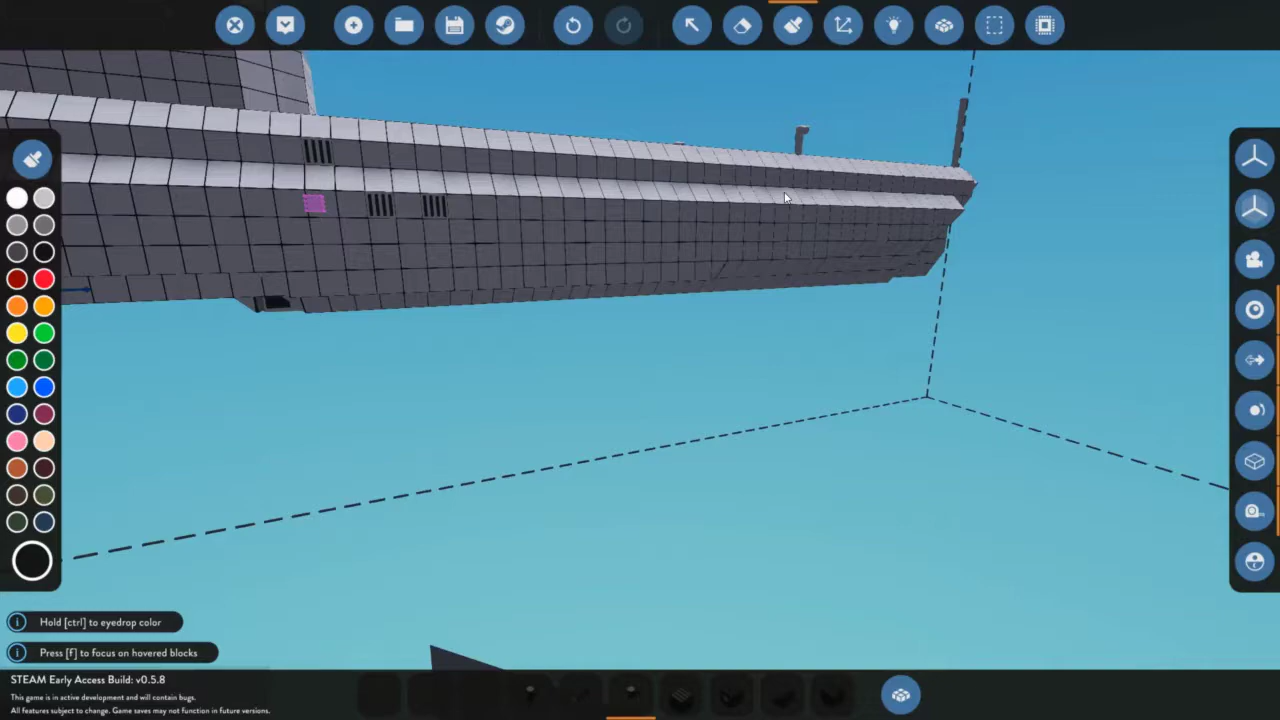 Hold [ctrl] to eyedrop color
Press [f] to focus on hovered blocks
STEAM Early Access Build: v0.5.8
This game is in active development and will contain bugs.
All features subject to change. Game saves may not function in future versions.